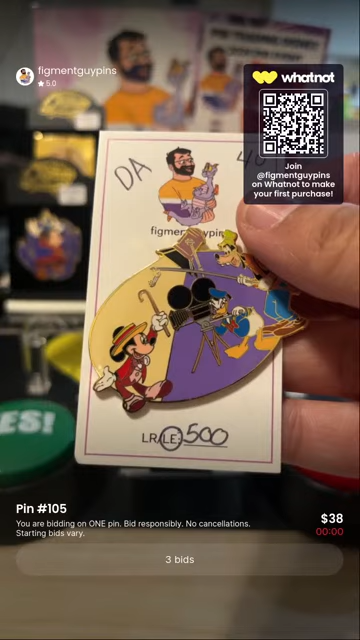 figmentguypins
★ 5.0
whatnot
Join
@figmentguypins
on Whatnot to make
your first purchase!
DA
LR/LE: 500
ES!
Pin #105
You are bidding on ONE pin. Bid responsibly. No cancellations.
Starting bids vary.
$38
00:00
3 bids